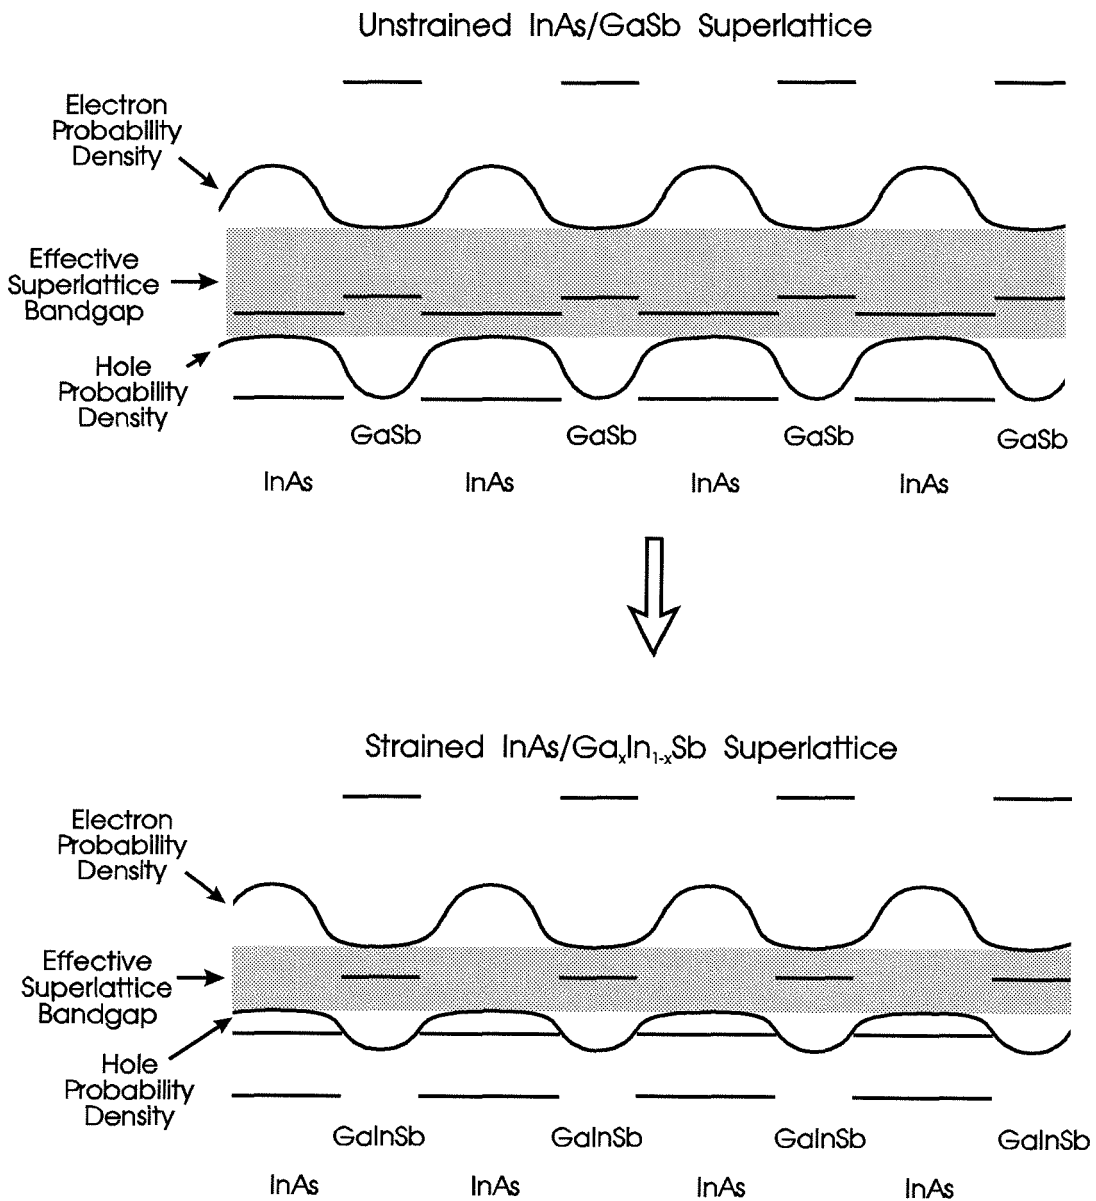 Unstrained InAs/GaSb Superlattice
Electron
Probability
Density
Effective
Superlattice
Bandgap
Hole
Probability
Density
GaSb GaSb GaSb GaSb
InAs InAs InAs InAs
Strained InAs/GaₓIn₁₋ₓSb Superlattice
Electron
Probability
Density
Effective
Superlattice
Bandgap
Hole
Probability
Density
GaInSb GaInSb GaInSb GaInSb
InAs InAs InAs InAs